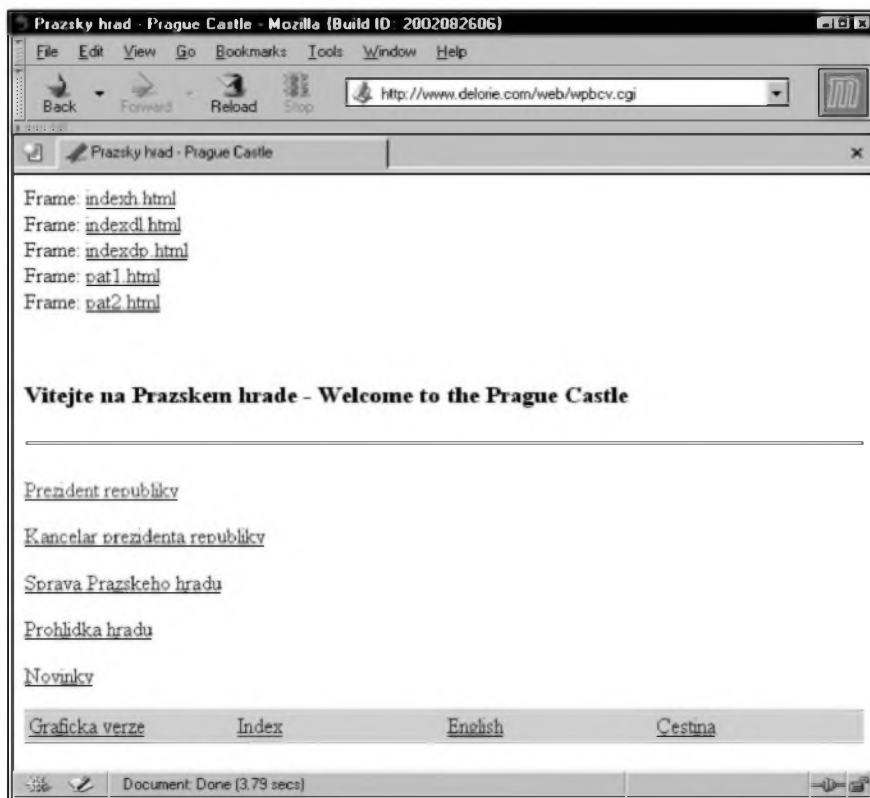 Prazsky hrad - Prague Castle - Mozilla {Build ID: 2002082606}
File Edit View Go Bookmarks Tools Window Help
Back Forward Reload Stop http://www.delorie.com/web/wpbcv.cgi
Prazsky hrad - Prague Castle
Frame: indexh.html
Frame: indexdl.html
Frame: indexdp.html
Frame: pat1.html
Frame: pat2.html
Vitejte na Prazskem hrade - Welcome to the Prague Castle
Prezident republiky
Kancelar prezidenta republiky
Sprava Prazskeho hradu
Prohlidka hradu
Novinky
Graficka verze Index English Cestina
Document: Done (3.79 secs)